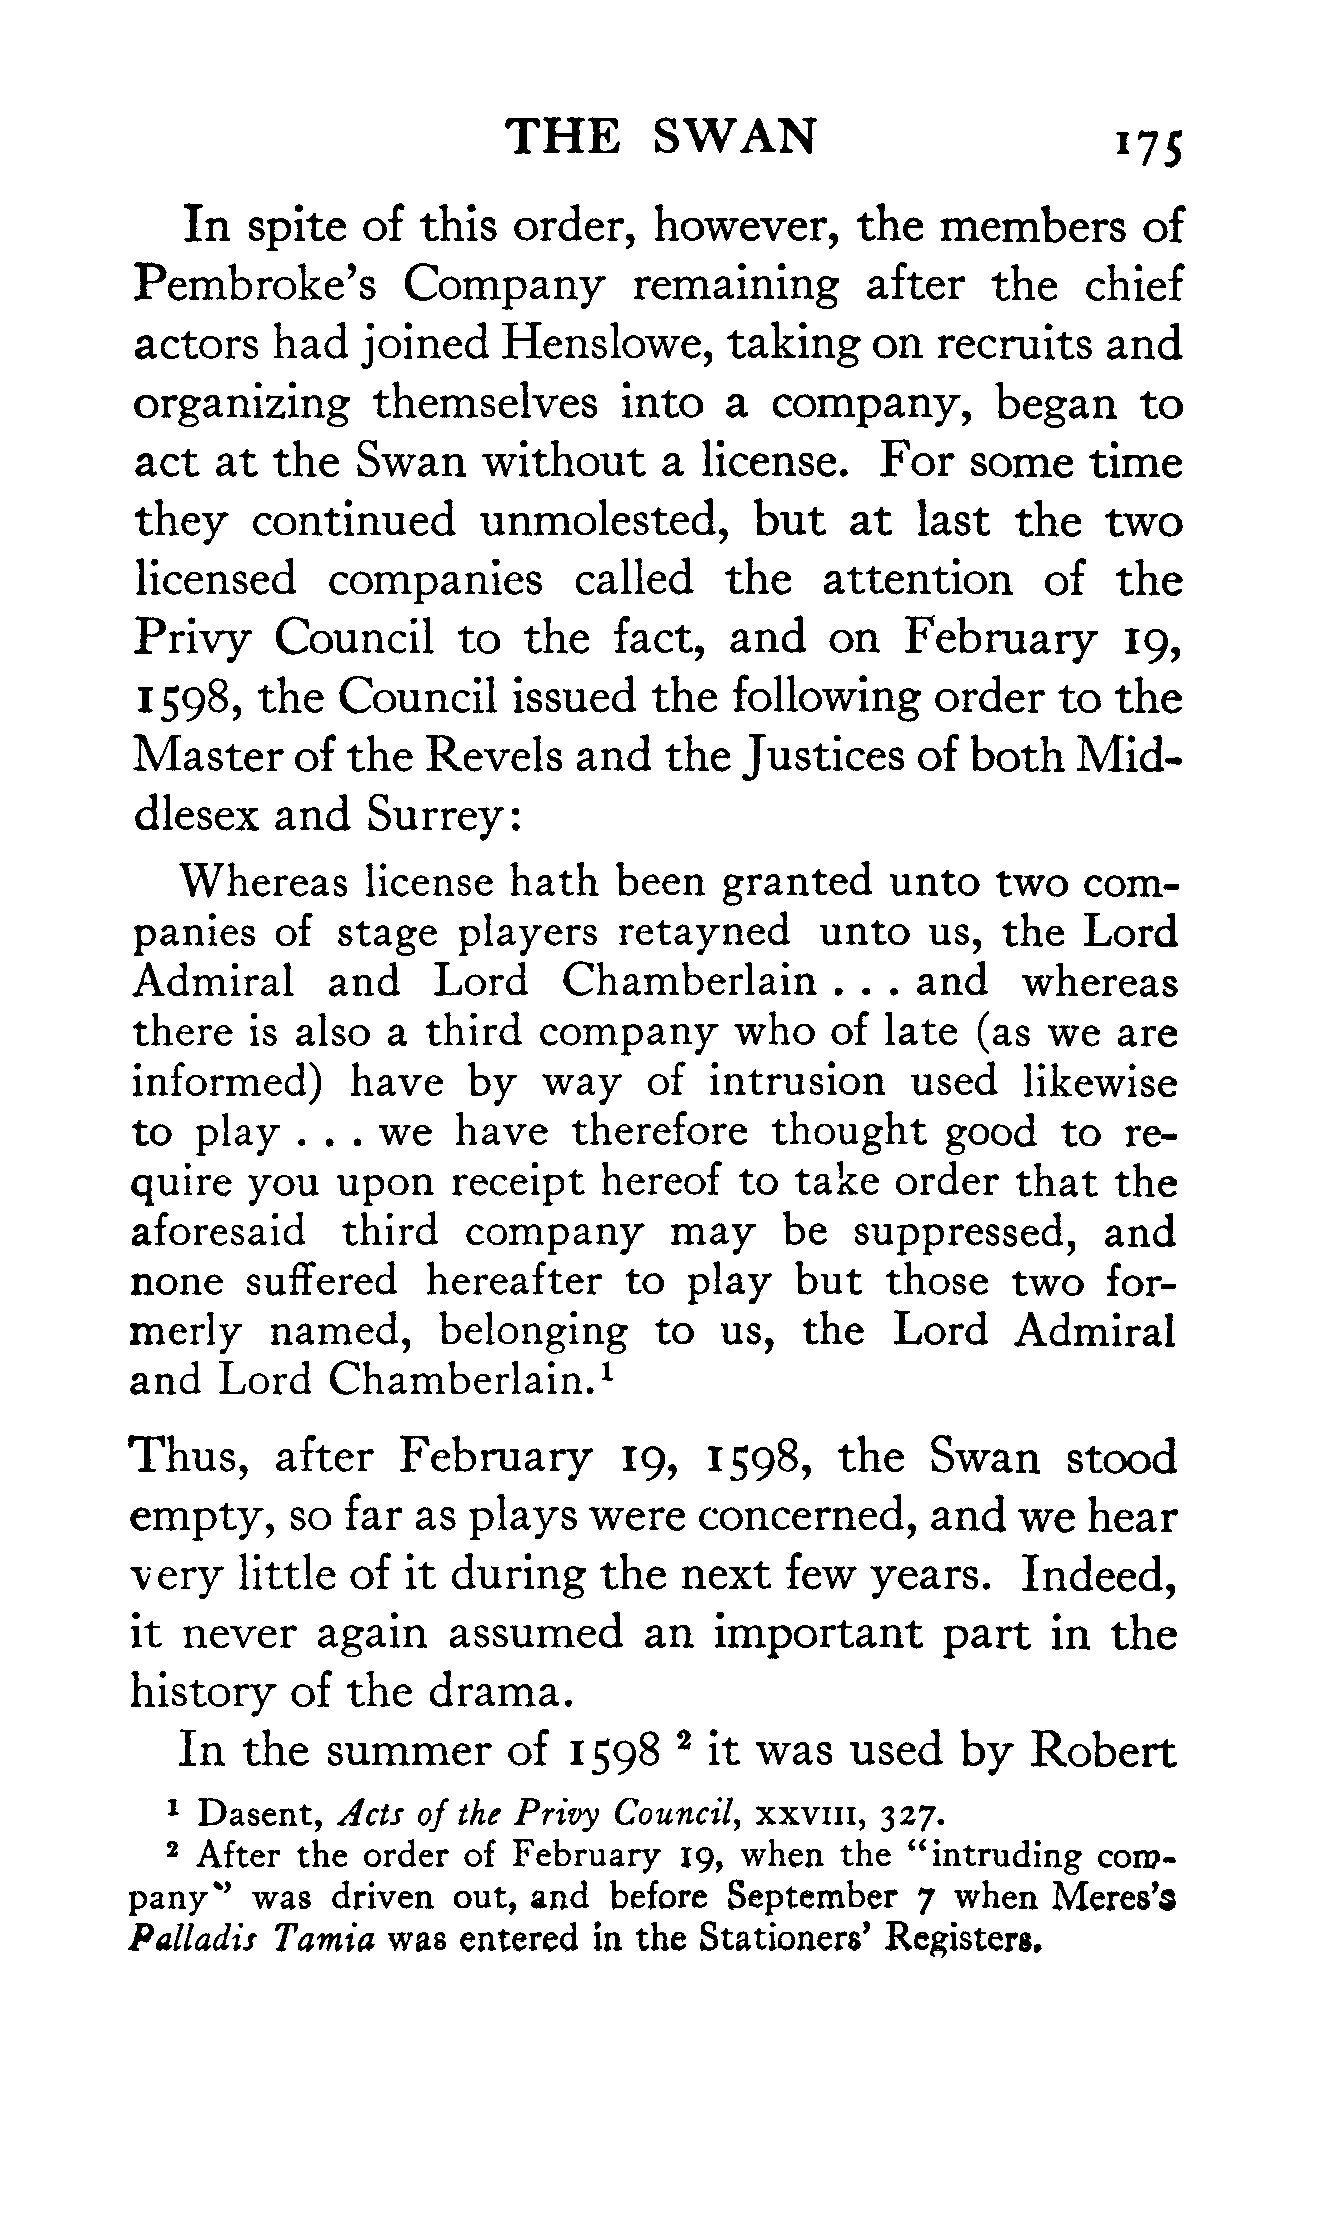 THE SWAN 175
In spite of this order, however, the members of
Pembroke's Company remaining after the chief
actors had joined Henslowe, taking on recruits and
organizing themselves into a company, began to
act at the Swan without a license. For some time
they continued unmolested, but at last the two
licensed companies called the attention of the
Privy Council to the fact, and on February 19,
1598, the Council issued the following order to the
Master of the Revels and the Justices of both Mid-
dlesex and Surrey:
Whereas license hath been granted unto two com-
panies of stage players retayned unto us, the Lord
Admiral and Lord Chamberlain . . . and whereas
there is also a third company who of late (as we are
informed) have by way of intrusion used likewise
to play . . . we have therefore thought good to re-
quire you upon receipt hereof to take order that the
aforesaid third company may be suppressed, and
none suffered hereafter to play but those two for-
merly named, belonging to us, the Lord Admiral
and Lord Chamberlain.¹
Thus, after February 19, 1598, the Swan stood
empty, so far as plays were concerned, and we hear
very little of it during the next few years. Indeed,
it never again assumed an important part in the
history of the drama.
In the summer of 1598 ² it was used by Robert
¹ Dasent, Acts of the Privy Council, XXVIII, 327.
² After the order of February 19, when the "intruding com-
pany" was driven out, and before September 7 when Meres's
Palladis Tamia was entered in the Stationers' Registers.